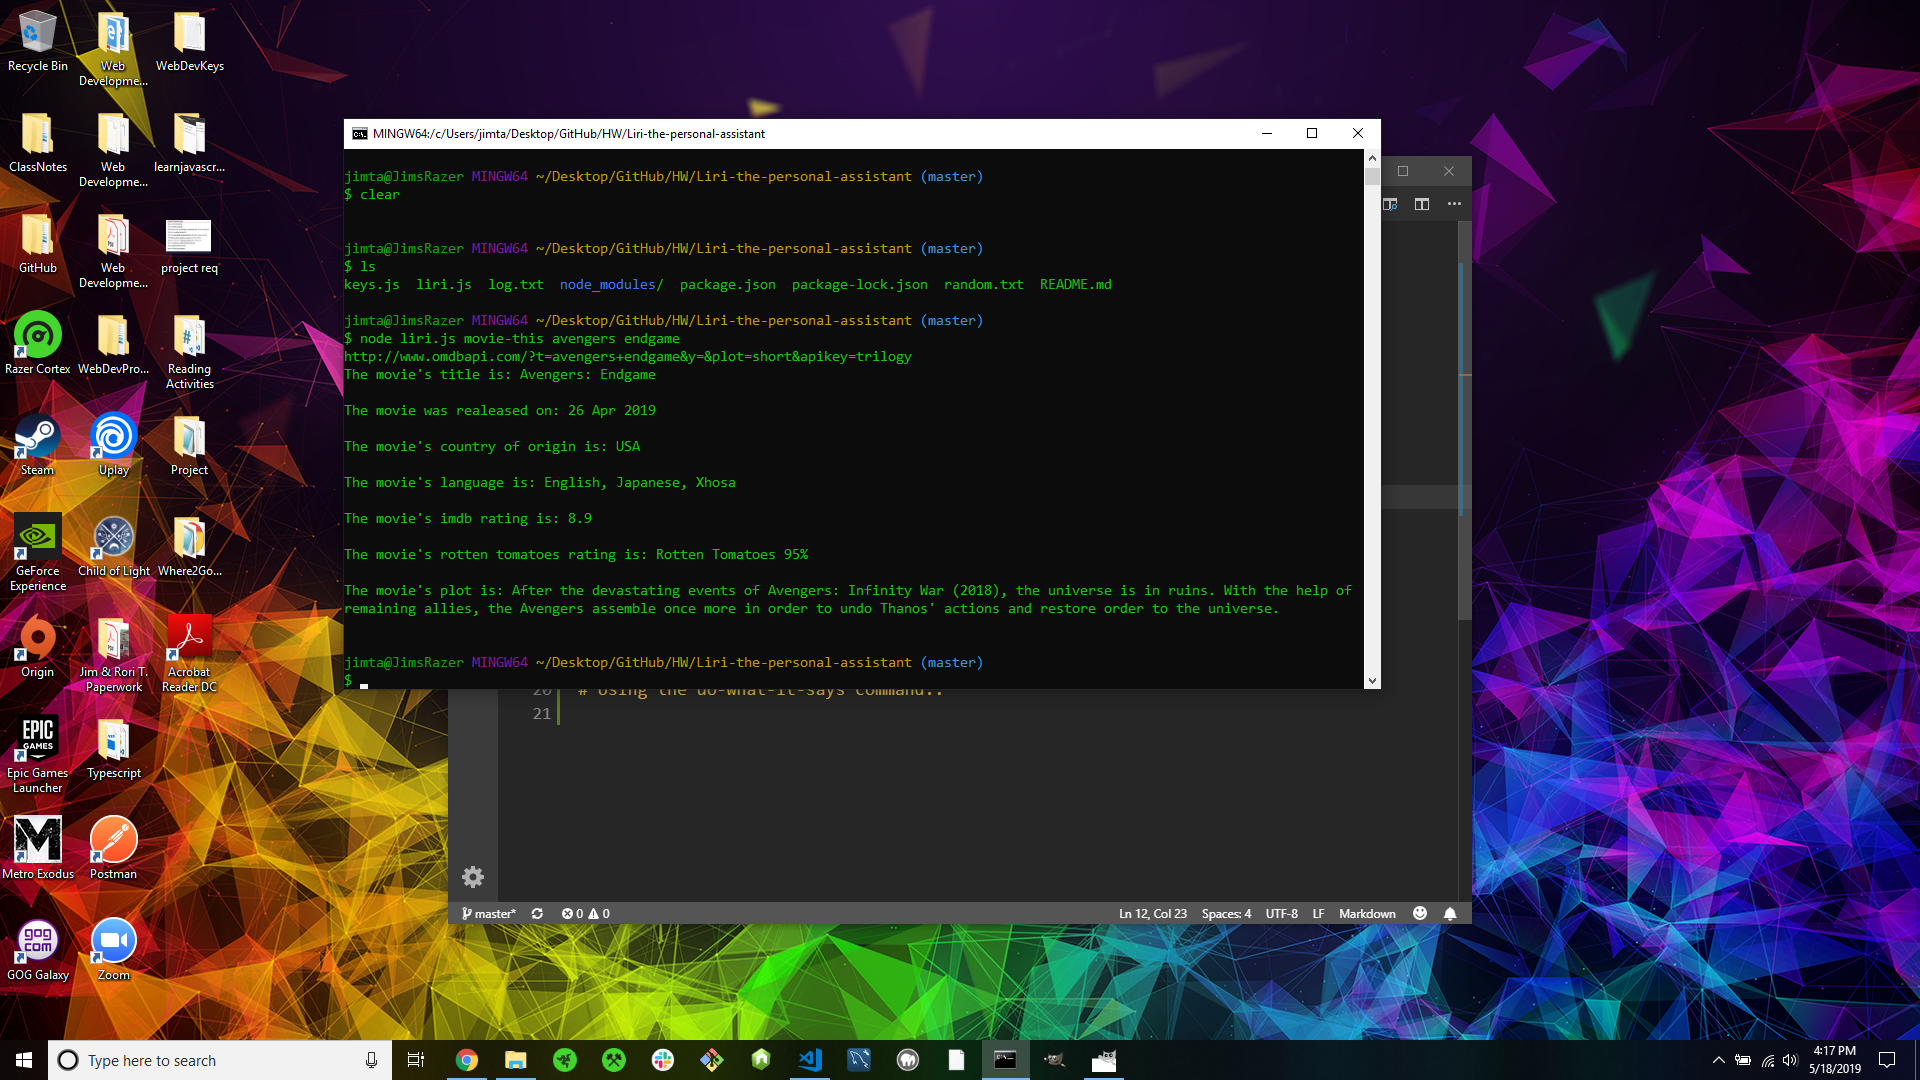 Recycle Bin
Web
Developme...
WebDevKeys
ClassNotes
Web
Developme...
learnjavascr...
GitHub
Web
Developme...
project req
Razer Cortex
WebDevPro...
Reading
Activities
Steam
Uplay
Project
GeForce
Experience
Child of Light
Where2Go...
Origin
Jim & Rori T.
Paperwork
Acrobat
Reader DC
EPIC
GAMES
Epic Games
Launcher
Typescript
Metro Exodus
Postman
gog
com
GOG Galaxy
Zoom
MINGW64:/c/Users/jimta/Desktop/GitHub/HW/Liri-the-personal-assistant
jimta@JimsRazer MINGW64 ~/Desktop/GitHub/HW/Liri-the-personal-assistant (master)
$ clear
jimta@JimsRazer MINGW64 ~/Desktop/GitHub/HW/Liri-the-personal-assistant (master)
$ ls
keys.js  liri.js  log.txt  node_modules/  package.json  package-lock.json  random.txt  README.md
jimta@JimsRazer MINGW64 ~/Desktop/GitHub/HW/Liri-the-personal-assistant (master)
$ node liri.js movie-this avengers endgame
http://www.omdbapi.com/?t=avengers+endgame&y=&plot=short&apikey=trilogy
The movie's title is: Avengers: Endgame
The movie was realeased on: 26 Apr 2019
The movie's country of origin is: USA
The movie's language is: English, Japanese, Xhosa
The movie's imdb rating is: 8.9
The movie's rotten tomatoes rating is: Rotten Tomatoes 95%
The movie's plot is: After the devastating events of Avengers: Infinity War (2018), the universe is in ruins. With the help of
remaining allies, the Avengers assemble once more in order to undo Thanos' actions and restore order to the universe.
jimta@JimsRazer MINGW64 ~/Desktop/GitHub/HW/Liri-the-personal-assistant (master)
$
20 # Using the do-what-it-says command..
21
master* 0 0 Ln 12, Col 23 Spaces: 4 UTF-8 LF Markdown
Type here to search
4:17 PM
5/18/2019